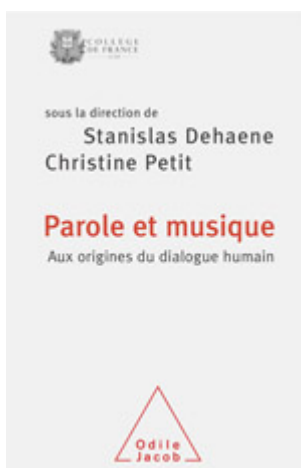 COLLEGE
DE FRANCE
sous la direction de
Stanislas Dehaene
Christine Petit
Parole et musique
Aux origines du dialogue humain
Odile
Jacob